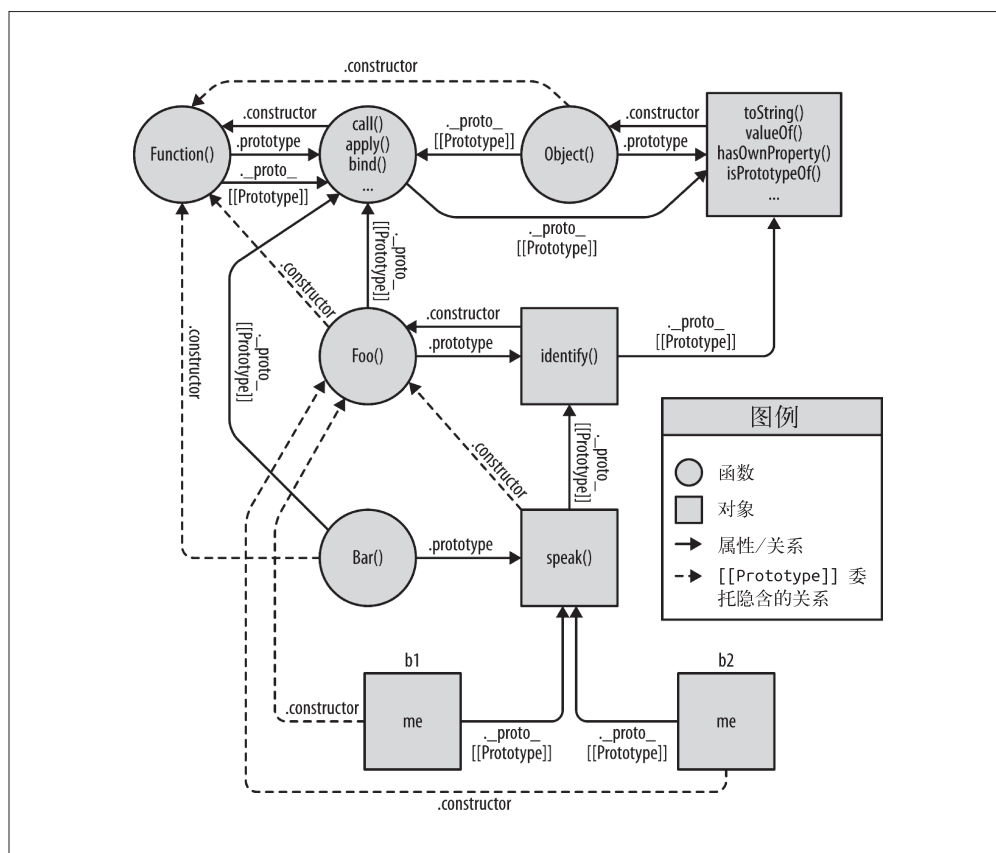 .constructor
Function()
.constructor
.prototype
._proto_
[[Prototype]]
call()
apply()
bind()
...
._proto_
[[Prototype]]
Object()
.constructor
.prototype
toString()
valueOf()
hasOwnProperty()
isPrototypeOf()
...
._proto_
[[Prototype]]
.constructor
.constructor
._proto_
[[Prototype]]
._proto_
[[Prototype]]
Foo()
.constructor
.prototype
identify()
._proto_
[[Prototype]]
.constructor
._proto_
[[Prototype]]
Bar()
.prototype
speak()
图例
函数
对象
属性/关系
[[Prototype]] 委
托隐含的关系
b1
me
.constructor
._proto_
[[Prototype]]
b2
me
._proto_
[[Prototype]]
.constructor